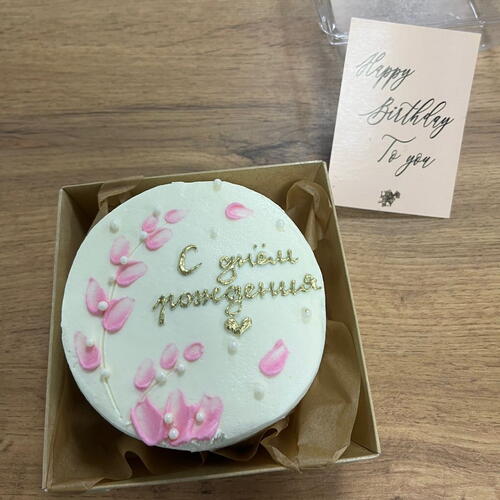 Happy
Birthday
To you
С днём
рождения